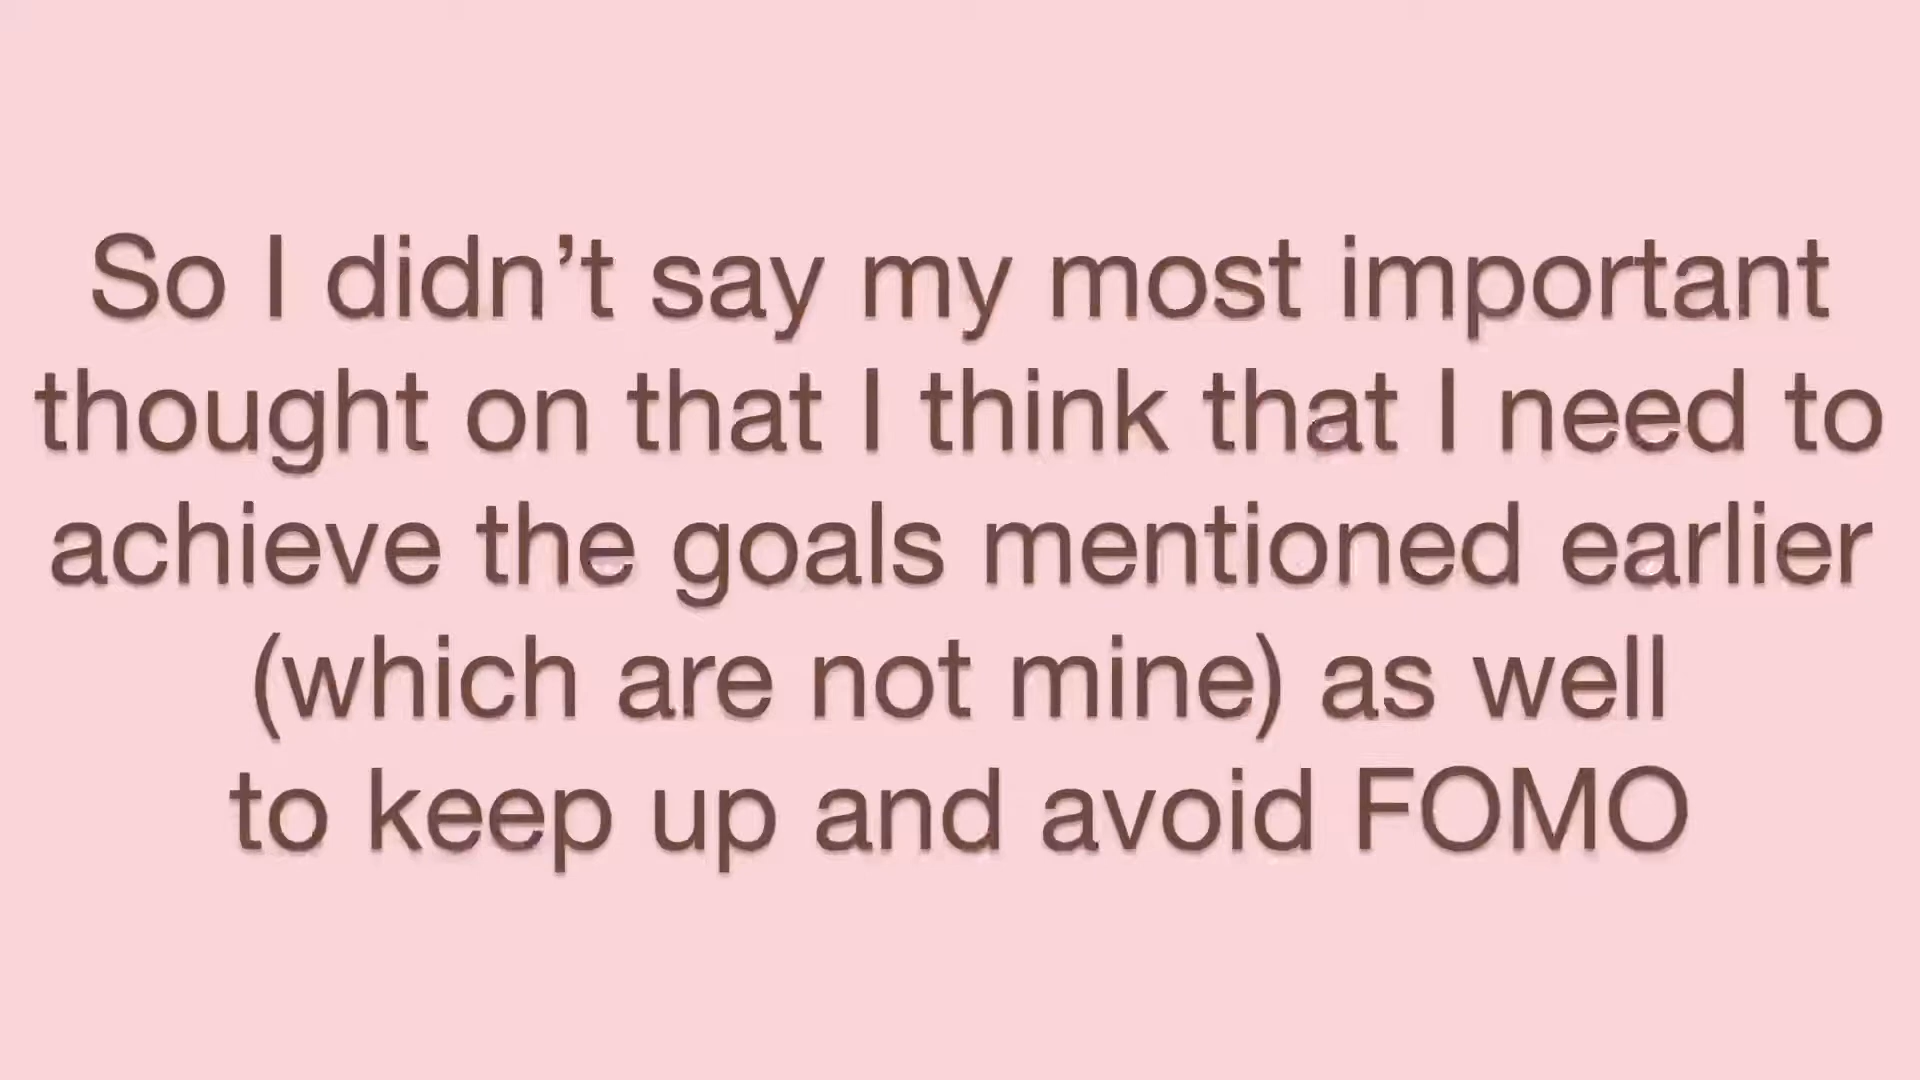 So I didn’t say my most important
thought on that I think that I need to
achieve the goals mentioned earlier
(which are not mine) as well
to keep up and avoid FOMO